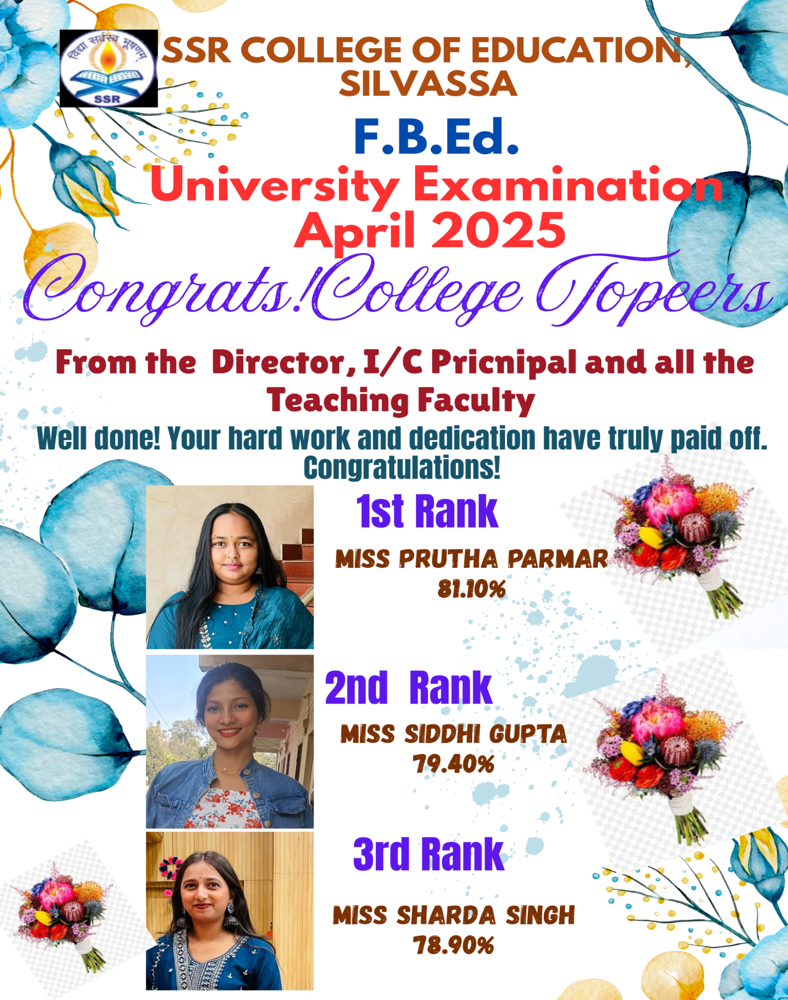 विद्या सर्वस्व भूषणम्
SSR
SSR COLLEGE OF EDUCATION,
SILVASSA
F.B.Ed.
University Examination
April 2025
Congrats!College Topeers
From the Director, I/C Pricnipal and all the
Teaching Faculty
Well done! Your hard work and dedication have truly paid off.
Congratulations!
1st Rank
MISS PRUTHA PARMAR
81.10%
2nd Rank
MISS SIDDHI GUPTA
79.40%
3rd Rank
MISS SHARDA SINGH
78.90%